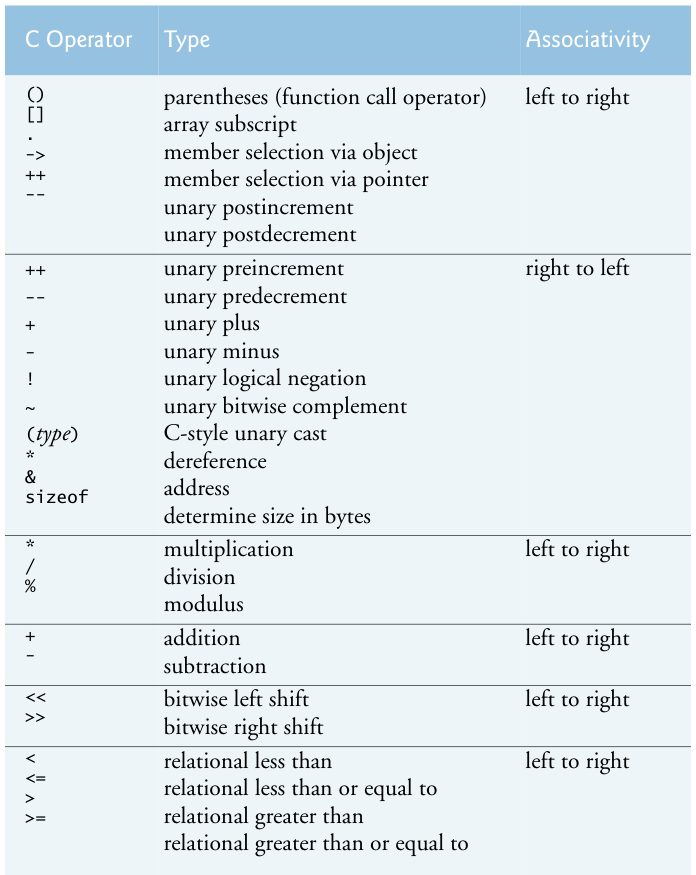 C Operator Type Associativity
() parentheses (function call operator) left to right
[] array subscript
. member selection via object
-> member selection via pointer
++ unary postincrement
-- unary postdecrement
++ unary preincrement right to left
-- unary predecrement
+ unary plus
- unary minus
! unary logical negation
~ unary bitwise complement
(type) C-style unary cast
* dereference
& address
sizeof determine size in bytes
* multiplication left to right
/ division
% modulus
+ addition left to right
- subtraction
<< bitwise left shift left to right
>> bitwise right shift
< relational less than left to right
<= relational less than or equal to
> relational greater than
>= relational greater than or equal to